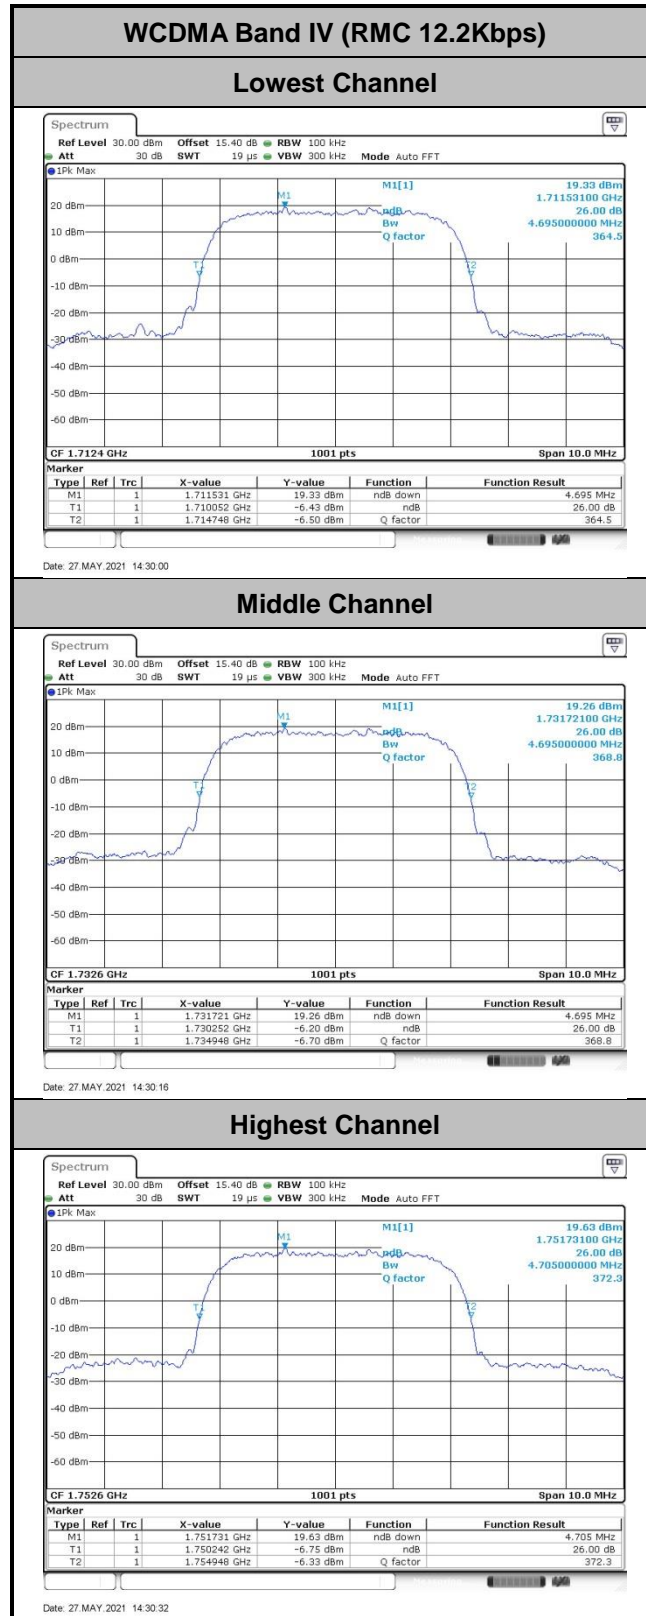 WCDMA Band IV (RMC 12.2Kbps)
Lowest Channel
Spectrum
Ref Level 30.00 dBm Offset 15.40 dB RBW 100 kHz
Att 30 dB SWT 19 µs VBW 300 kHz Mode Auto FFT
1Pk Max
M1[1] 19.33 dBm
1.71153100 GHz
ndB 26.00 dB
Bw 4.695000000 MHz
Q factor 364.5
M1
T1
T2
20 dBm
10 dBm
0 dBm
-10 dBm
-20 dBm
-30 dBm
-40 dBm
-50 dBm
-60 dBm
CF 1.7124 GHz 1001 pts Span 10.0 MHz
Marker
Type Ref Trc X-value Y-value Function Function Result
M1 1 1.711531 GHz 19.33 dBm ndB down 4.695 MHz
T1 1 1.710052 GHz -6.43 dBm ndB 26.00 dB
T2 1 1.714748 GHz -6.50 dBm Q factor 364.5
Date: 27.MAY.2021 14:30:00
Middle Channel
Spectrum
Ref Level 30.00 dBm Offset 15.40 dB RBW 100 kHz
Att 30 dB SWT 19 µs VBW 300 kHz Mode Auto FFT
1Pk Max
M1[1] 19.26 dBm
1.73172100 GHz
ndB 26.00 dB
Bw 4.695000000 MHz
Q factor 368.8
M1
T1
T2
20 dBm
10 dBm
0 dBm
-10 dBm
-20 dBm
-30 dBm
-40 dBm
-50 dBm
-60 dBm
CF 1.7326 GHz 1001 pts Span 10.0 MHz
Marker
Type Ref Trc X-value Y-value Function Function Result
M1 1 1.731721 GHz 19.26 dBm ndB down 4.695 MHz
T1 1 1.730252 GHz -6.20 dBm ndB 26.00 dB
T2 1 1.734948 GHz -6.70 dBm Q factor 368.8
Date: 27.MAY.2021 14:30:16
Highest Channel
Spectrum
Ref Level 30.00 dBm Offset 15.40 dB RBW 100 kHz
Att 30 dB SWT 19 µs VBW 300 kHz Mode Auto FFT
1Pk Max
M1[1] 19.63 dBm
1.75173100 GHz
ndB 26.00 dB
Bw 4.705000000 MHz
Q factor 372.3
M1
T1
T2
20 dBm
10 dBm
0 dBm
-10 dBm
-20 dBm
-30 dBm
-40 dBm
-50 dBm
-60 dBm
CF 1.7526 GHz 1001 pts Span 10.0 MHz
Marker
Type Ref Trc X-value Y-value Function Function Result
M1 1 1.751731 GHz 19.63 dBm ndB down 4.705 MHz
T1 1 1.750242 GHz -6.75 dBm ndB 26.00 dB
T2 1 1.754948 GHz -6.33 dBm Q factor 372.3
Date: 27.MAY.2021 14:30:32